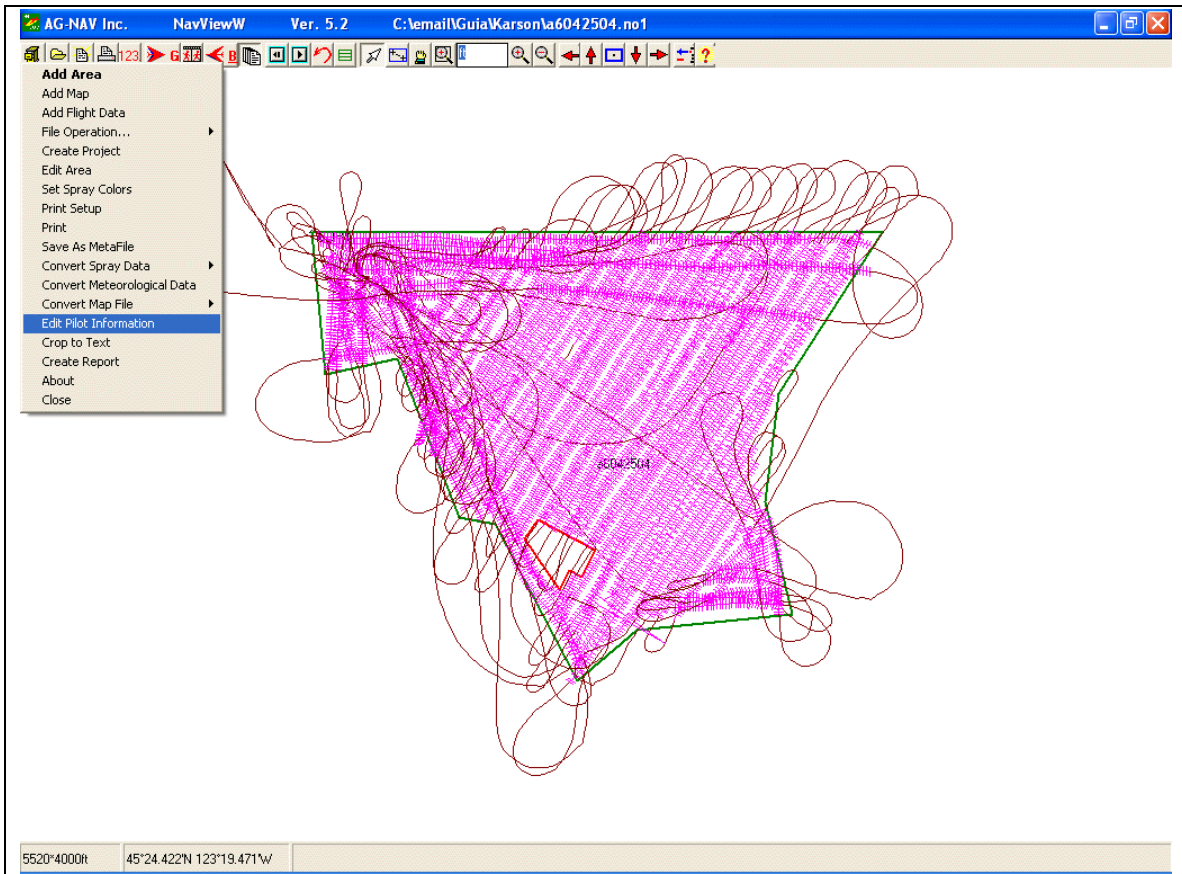 AG-NAV Inc. NavViewW Ver. 5.2 C:\email\Guia\Karson\a6042504.no1
123 G B ?
Add Area
Add Map
Add Flight Data
File Operation...
Create Project
Edit Area
Set Spray Colors
Print Setup
Print
Save As MetaFile
Convert Spray Data
Convert Meteorological Data
Convert Map File
Edit Pilot Information
Crop to Text
Create Report
About
Close
a6042504
5520*4000ft 45°24.422'N 123°19.471'W